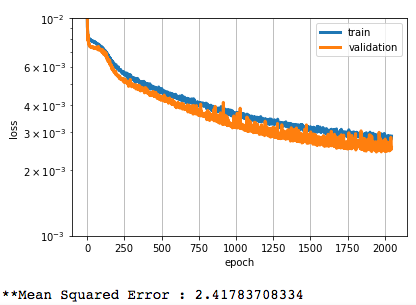 10⁻²
train
validation
6 × 10⁻³
4 × 10⁻³
3 × 10⁻³
2 × 10⁻³
10⁻³
loss
0 250 500 750 1000 1250 1500 1750 2000
epoch
**Mean Squared Error : 2.41783708334